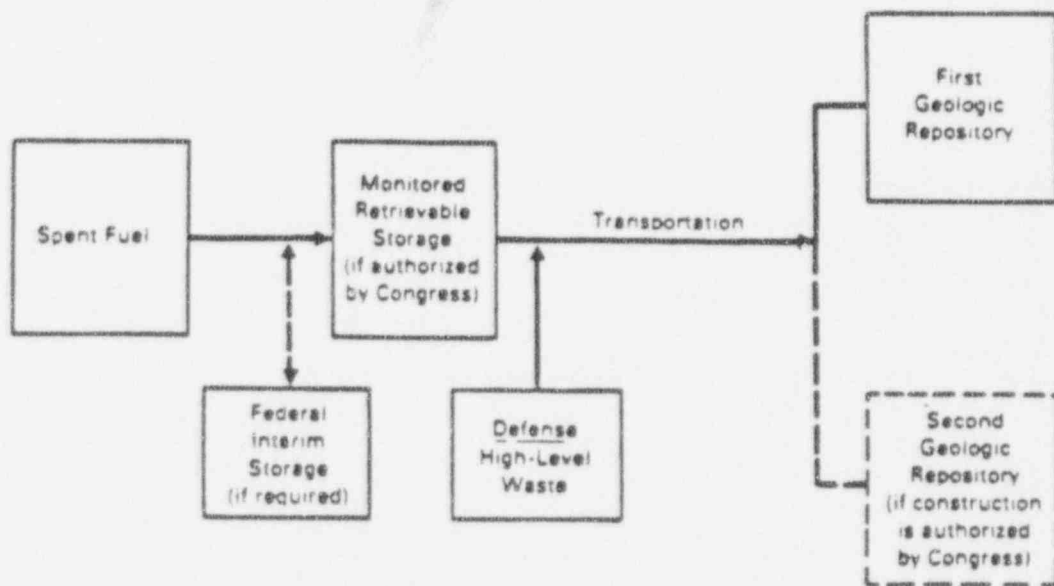 Spent Fuel
Monitored
Retrievable
Storage
(if authorized
by Congress)
Federal
Interim
Storage
(if required)
Defense
High-Level
Waste
Transportation
First
Geologic
Repository
Second
Geologic
Repository
(if construction
is authorized
by Congress)